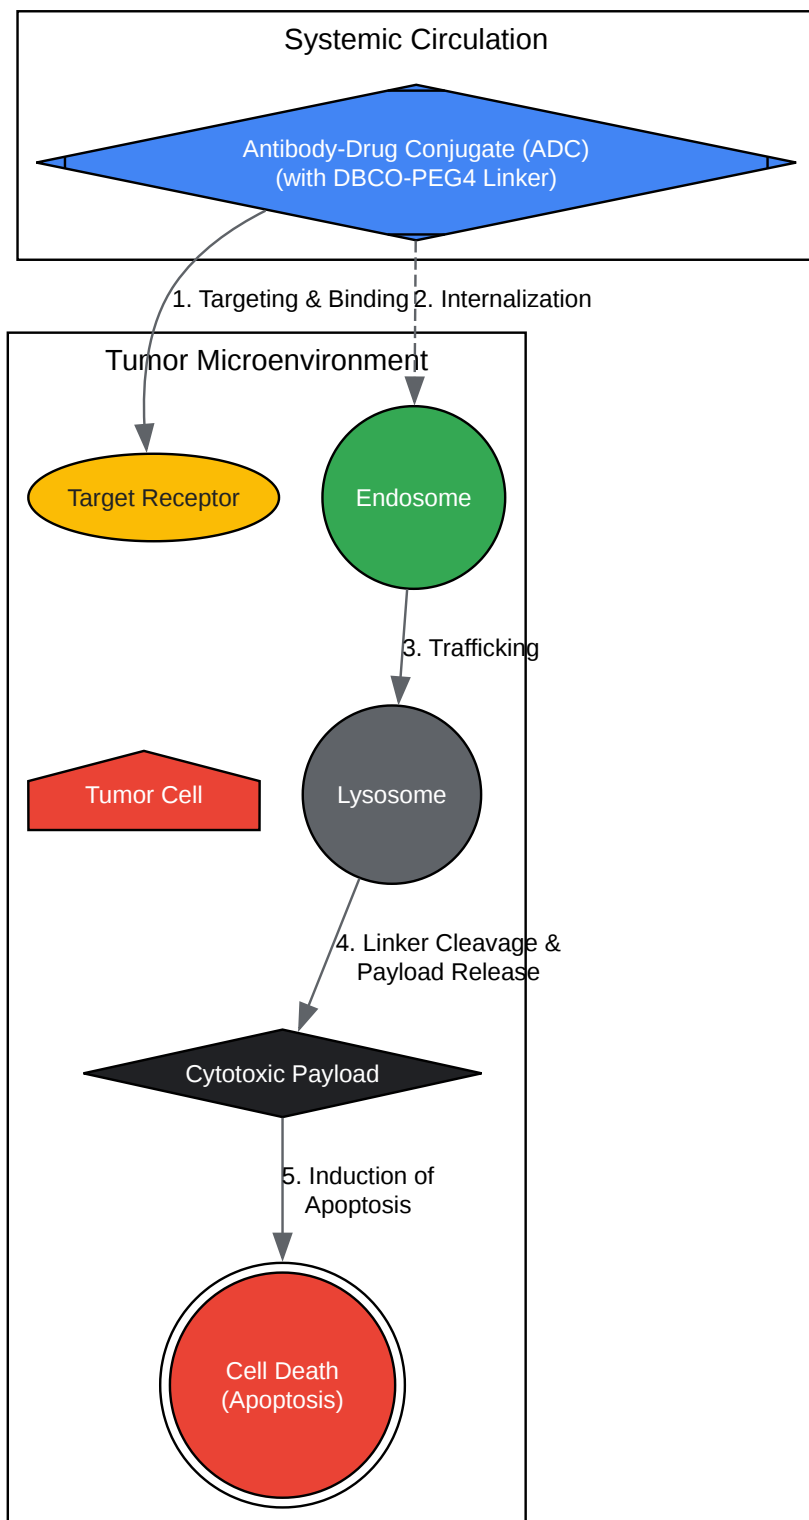 Systemic Circulation
Antibody-Drug Conjugate (ADC)
(with DBCO-PEG4 Linker)
1. Targeting & Binding
2. Internalization
Tumor Microenvironment
Target Receptor
Endosome
3. Trafficking
Tumor Cell
Lysosome
4. Linker Cleavage &
Payload Release
Cytotoxic Payload
5. Induction of
Apoptosis
Cell Death
(Apoptosis)